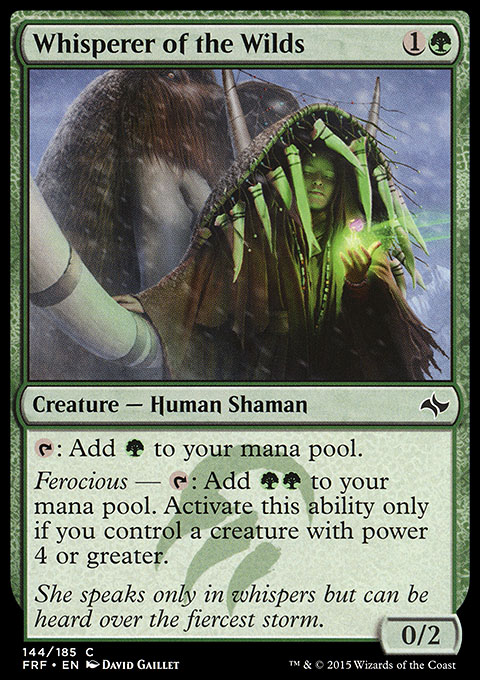 Whisperer of the Wilds 1
Creature — Human Shaman
: Add to your mana pool.
Ferocious — : Add to your
mana pool. Activate this ability only
if you control a creature with power
4 or greater.
She speaks only in whispers but can be
heard over the fiercest storm.
0/2
144/185 C
FRF • EN David Gaillet
™ & © 2015 Wizards of the Coast